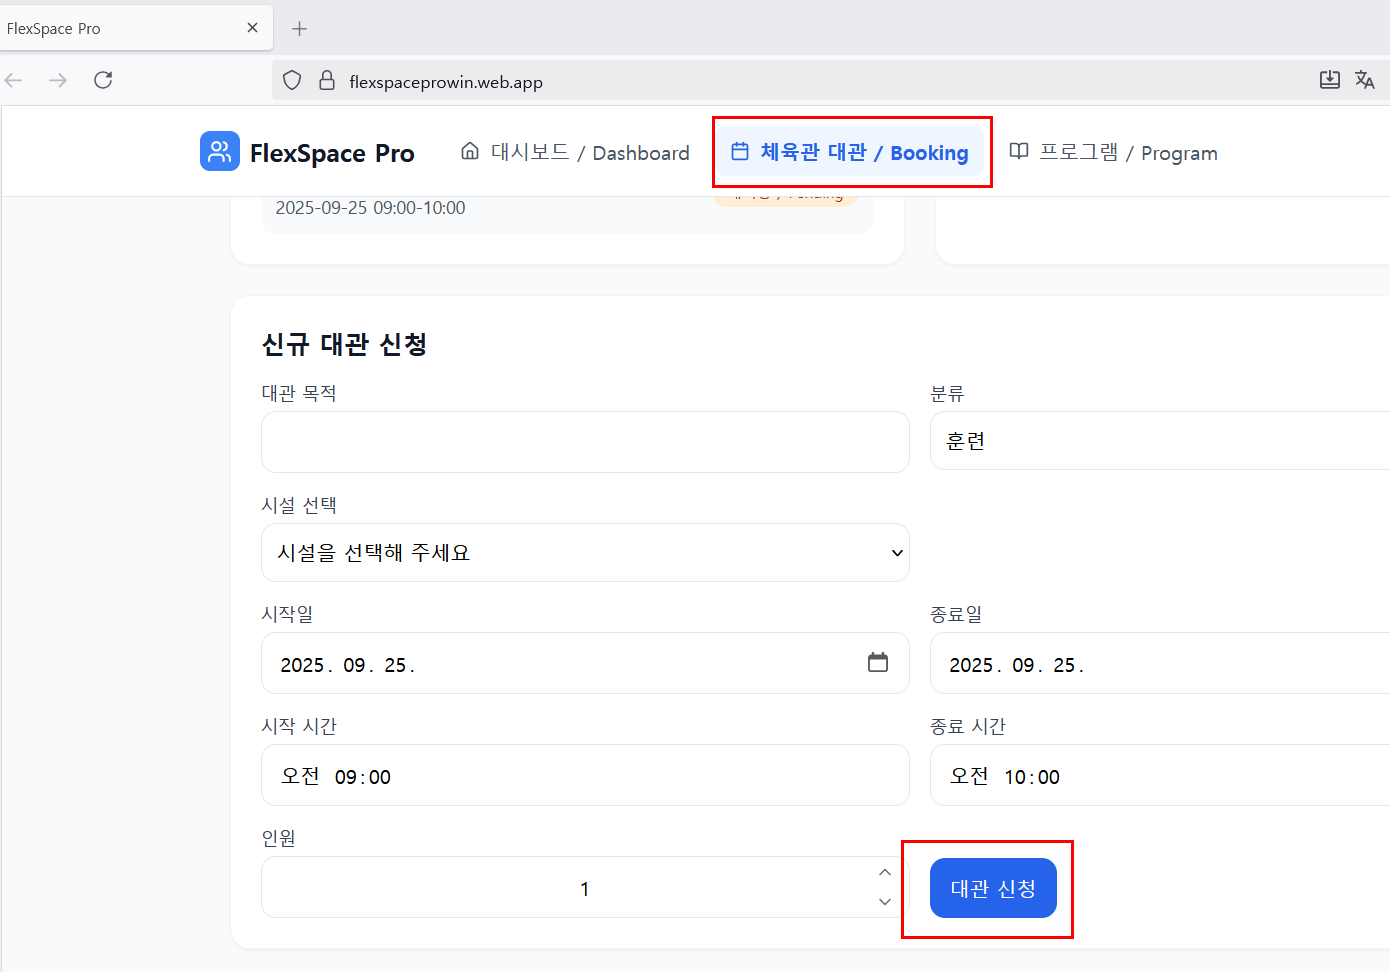 FlexSpace Pro
flexspaceprowin.web.app
FlexSpace Pro
대시보드 / Dashboard
체육관 대관 / Booking
프로그램 / Program
2025-09-25 09:00-10:00
신규 대관 신청
대관 목적
분류
훈련
시설 선택
시설을 선택해 주세요
시작일
종료일
2025. 09. 25.
2025. 09. 25.
시작 시간
종료 시간
오전 09:00
오전 10:00
인원
1
대관 신청